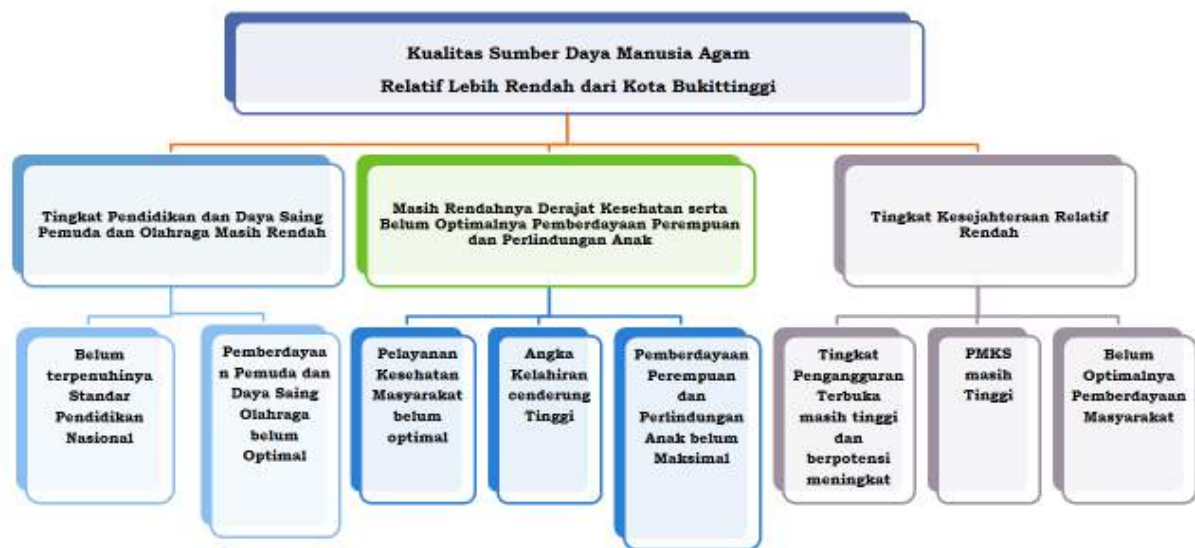 Kualitas Sumber Daya Manusia Agam
Relatif Lebih Rendah dari Kota Bukittinggi
Tingkat Pendidikan dan Daya Saing
Pemuda dan Olahraga Masih Rendah
Masih Rendahnya Derajat Kesehatan serta
Belum Optimalnya Pemberdayaan Perempuan
dan Perlindungan Anak
Tingkat Kesejahteraan Relatif
Rendah
Belum
terpenuhinya
Standar
Pendidikan
Nasional
Pemberdayaa
n Pemuda dan
Daya Saing
Olahraga
belum
Optimal
Pelayanan
Kesehatan
Masyarakat
belum
optimal
Angka
Kelahiran
cenderung
Tinggi
Pemberdayaan
Perempuan
dan
Perlindungan
Anak belum
Maksimal
Tingkat
Pengangguran
Terbuka
masih tinggi
dan
berpotensi
meningkat
PMKS
masih
Tinggi
Belum
Optimalnya
Pemberdayaan
Masyarakat